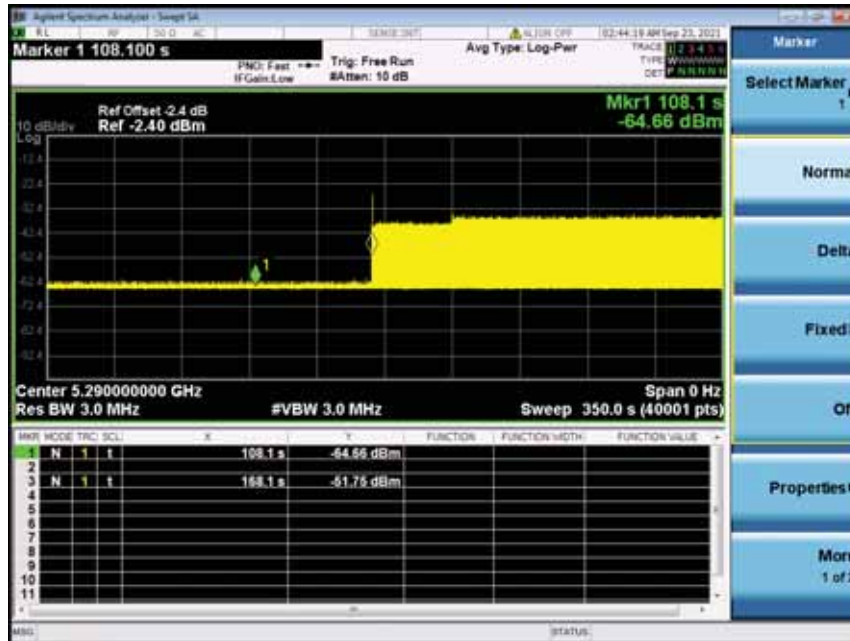 Agilent Spectrum Analyzer - Swept SA
RL RF 50 Ω AC SENSE:INT ALIGN OFF 02:44:19 AM Sep 23, 2021
Marker 1 108.100 s
PNO: Fast
IFGain:Low
Trig: Free Run
#Atten: 10 dB
Avg Type: Log-Pwr
TRACE 1 2 3 4 5 6
TYPE WWWWWW
DET P N N N N N
Ref Offset -2.4 dB
Ref -2.40 dBm
10 dB/div
Log
Mkr1 108.1 s
-64.66 dBm
-12.4
-22.4
-32.4
-42.4
-52.4
-62.4
-72.4
-82.4
-92.4
1
Center 5.290000000 GHz
Span 0 Hz
Res BW 3.0 MHz
#VBW 3.0 MHz
Sweep 350.0 s (40001 pts)
MKR MODE TRC SCL X Y FUNCTION FUNCTION WIDTH FUNCTION VALUE
1 N 1 t 108.1 s -64.66 dBm
2
3 N 1 t 168.1 s -51.75 dBm
4
5
6
7
8
9
10
11
MSG
STATUS
Marker
Select Marker
1
Norma
Delt
Fixed
Of
Properties
Mor
1 of